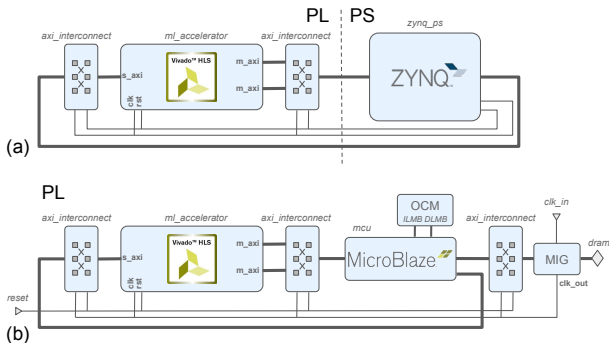 PL PS
axi_interconnect ml_accelerator axi_interconnect zynq_ps
Vivado™ HLS
m_axi
s_axi
m_axi
clk
rst
ZYNQ
(a)
PL
axi_interconnect ml_accelerator axi_interconnect mcu OCM axi_interconnect clk_in
ILMB DLMB
dram
Vivado™ HLS
m_axi
s_axi
m_axi
clk
rst
MicroBlaze
MIG
clk_out
reset
(b)